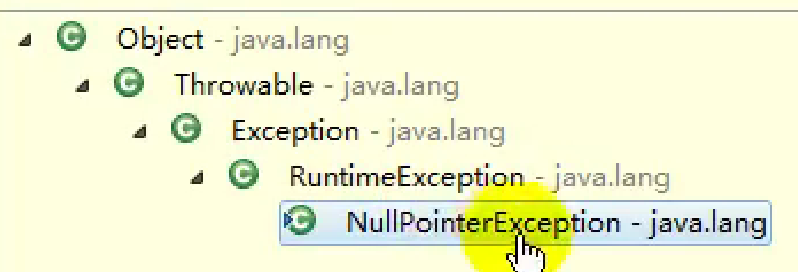 Object - java.lang
Throwable - java.lang
Exception - java.lang
RuntimeException - java.lang
NullPointerException - java.lang